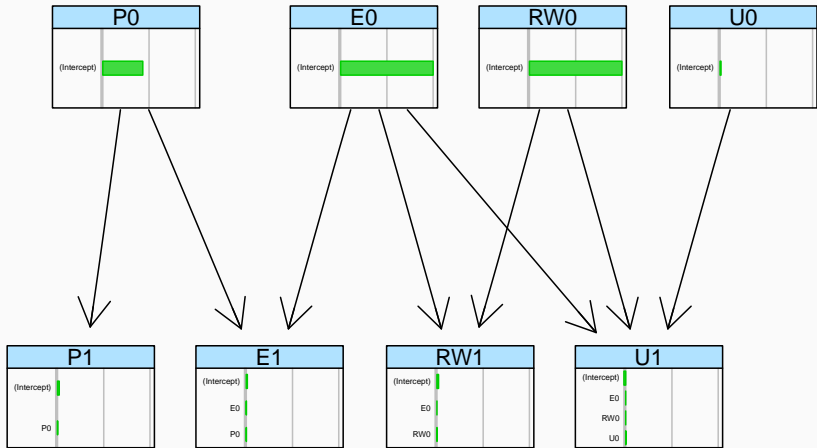 P0
E0
RW0
U0
(Intercept)
(Intercept)
(Intercept)
(Intercept)
P1
E1
RW1
U1
(Intercept)
P0
(Intercept)
E0
P0
(Intercept)
E0
RW0
(Intercept)
E0
RW0
U0